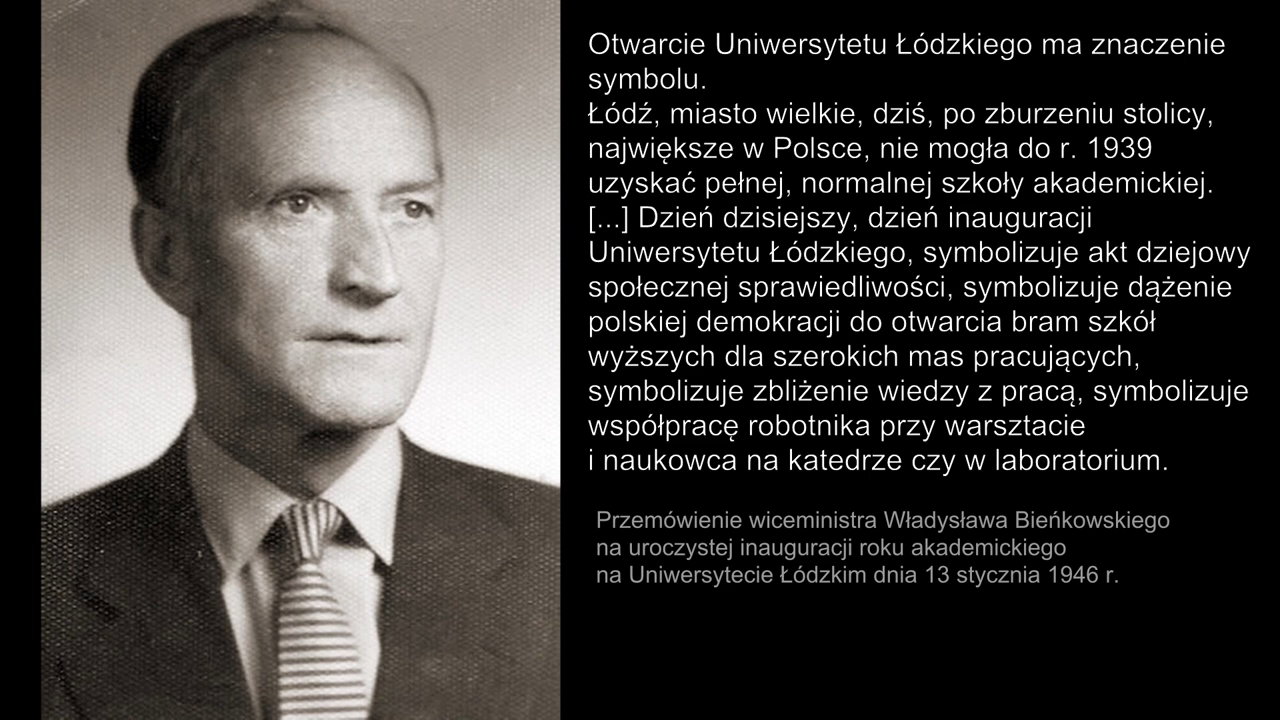 Otwarcie Uniwersytetu Łódzkiego ma znaczenie
symbolu.
Łódź, miasto wielkie, dziś, po zburzeniu stolicy,
największe w Polsce, nie mogła do r. 1939
uzyskać pełnej, normalnej szkoły akademickiej.
[...] Dzień dzisiejszy, dzień inauguracji
Uniwersytetu Łódzkiego, symbolizuje akt dziejowy
społecznej sprawiedliwości, symbolizuje dążenie
polskiej demokracji do otwarcia bram szkół
wyższych dla szerokich mas pracujących,
symbolizuje zbliżenie wiedzy z pracą, symbolizuje
współpracę robotnika przy warsztacie
i naukowca na katedrze czy w laboratorium.
Przemówienie wiceministra Władysława Bieńkowskiego
na uroczystej inauguracji roku akademickiego
na Uniwersytecie Łódzkim dnia 13 stycznia 1946 r.